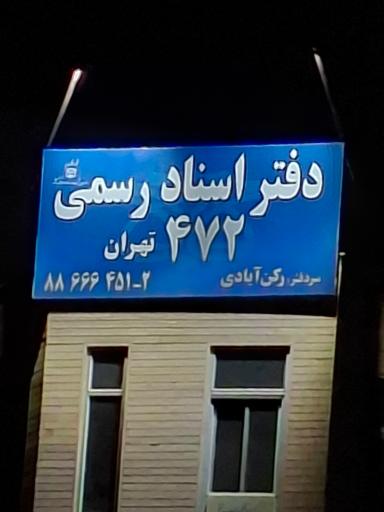 دفتر اسناد رسمی
۴۷۲ تهران
سردفتر: رکن آبادی
۸۸ ۶۶۶ ۴۵۱-۲